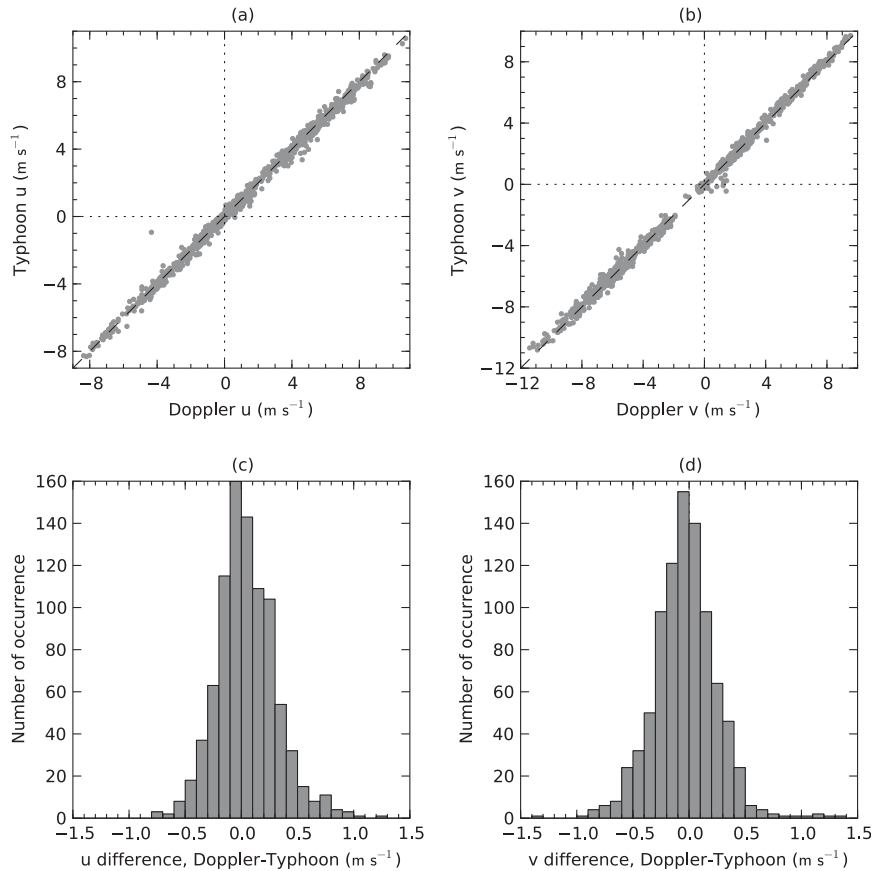 (a)
8
4
0
−4
−8
Typhoon u (m s⁻¹)
−8 −4 0 4 8
Doppler u (m s⁻¹)
(b)
8
4
0
−4
−8
−12
Typhoon v (m s⁻¹)
−12 −8 −4 0 4 8
Doppler v (m s⁻¹)
(c)
160
140
120
100
80
60
40
20
0
Number of occurrence
−1.5 −1.0 −0.5 0.0 0.5 1.0 1.5
u difference, Doppler-Typhoon (m s⁻¹)
(d)
160
140
120
100
80
60
40
20
0
Number of occurrence
−1.5 −1.0 −0.5 0.0 0.5 1.0 1.5
v difference, Doppler-Typhoon (m s⁻¹)